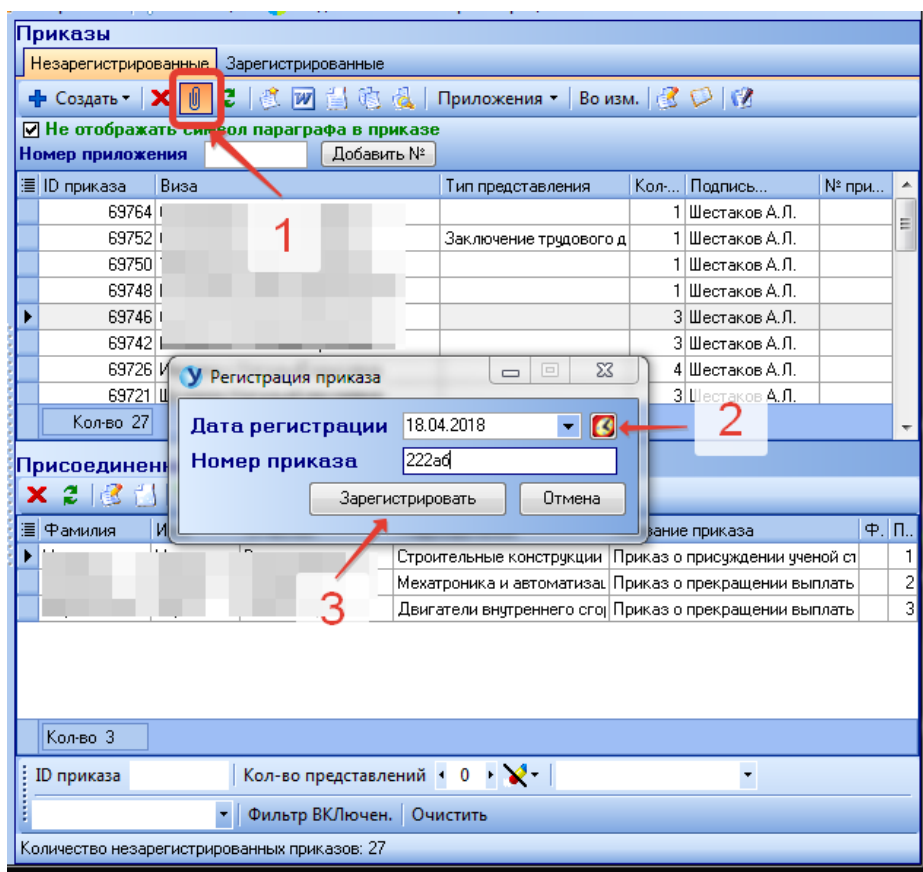 Приказы
Незарегистрированные Зарегистрированные
Создать Приложения Во изм.
Не отображать символ параграфа в приказе
Номер приложения Добавить №
ID приказа Виза Тип представления Кол-... Подпись... № при...
69764 1 Шестаков А.Л.
69752 Заключение трудового д 1 Шестаков А.Л.
1
69750 1 Шестаков А.Л.
69748 1 Шестаков А.Л.
69746 3 Шестаков А.Л.
69742 3 Шестаков А.Л.
69726 4 Шестаков А.Л.
69721 3 Шестаков А.Л.
Кол-во 27
Регистрация приказа
Дата регистрации 18.04.2018
2
Номер приказа 222аб
Зарегистрировать Отмена
Присоединен
Фамилия И приказа Ф. П..
Строительные конструкции Приказ о присуждении ученой ст 1
Мехатроника и автоматизац Приказ о прекращении выплать 2
3
Двигатели внутреннего сгор Приказ о прекращении выплать 3
Кол-во 3
ID приказа Кол-во представлений 0
Фильтр ВКЛючен. Очистить
Количество незарегистрированных приказов: 27